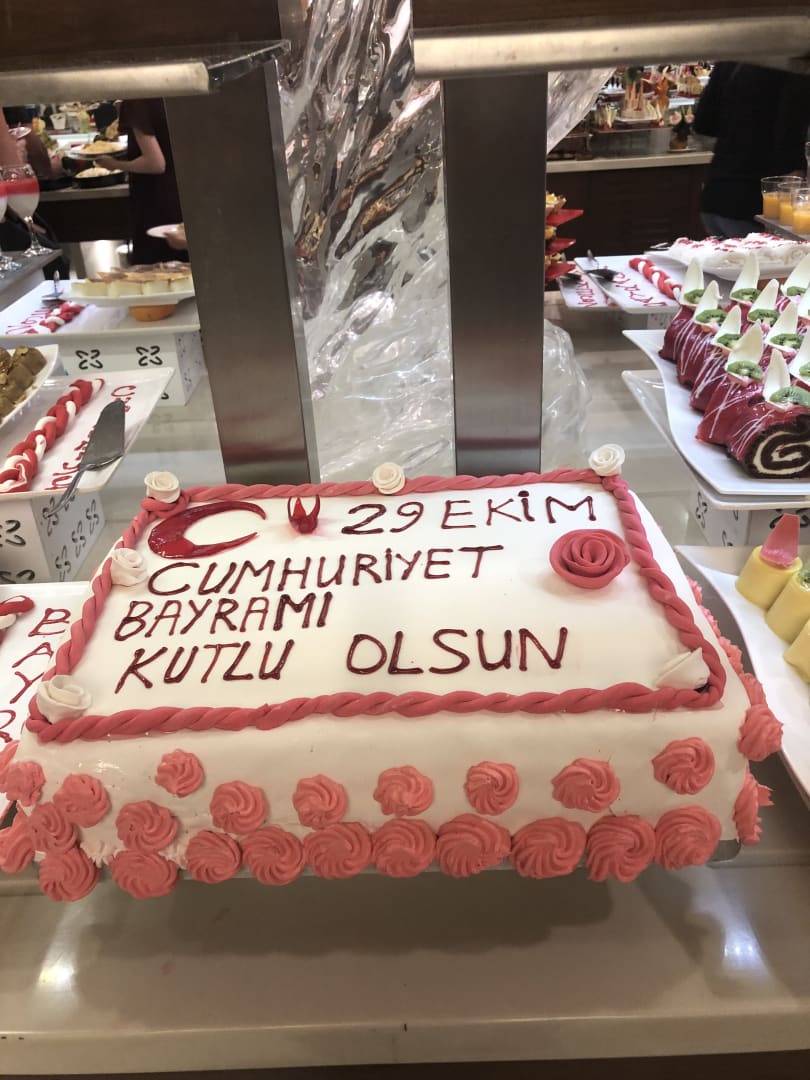 29 EKİM
CUMHURİYET
BAYRAMI
KUTLU OLSUN